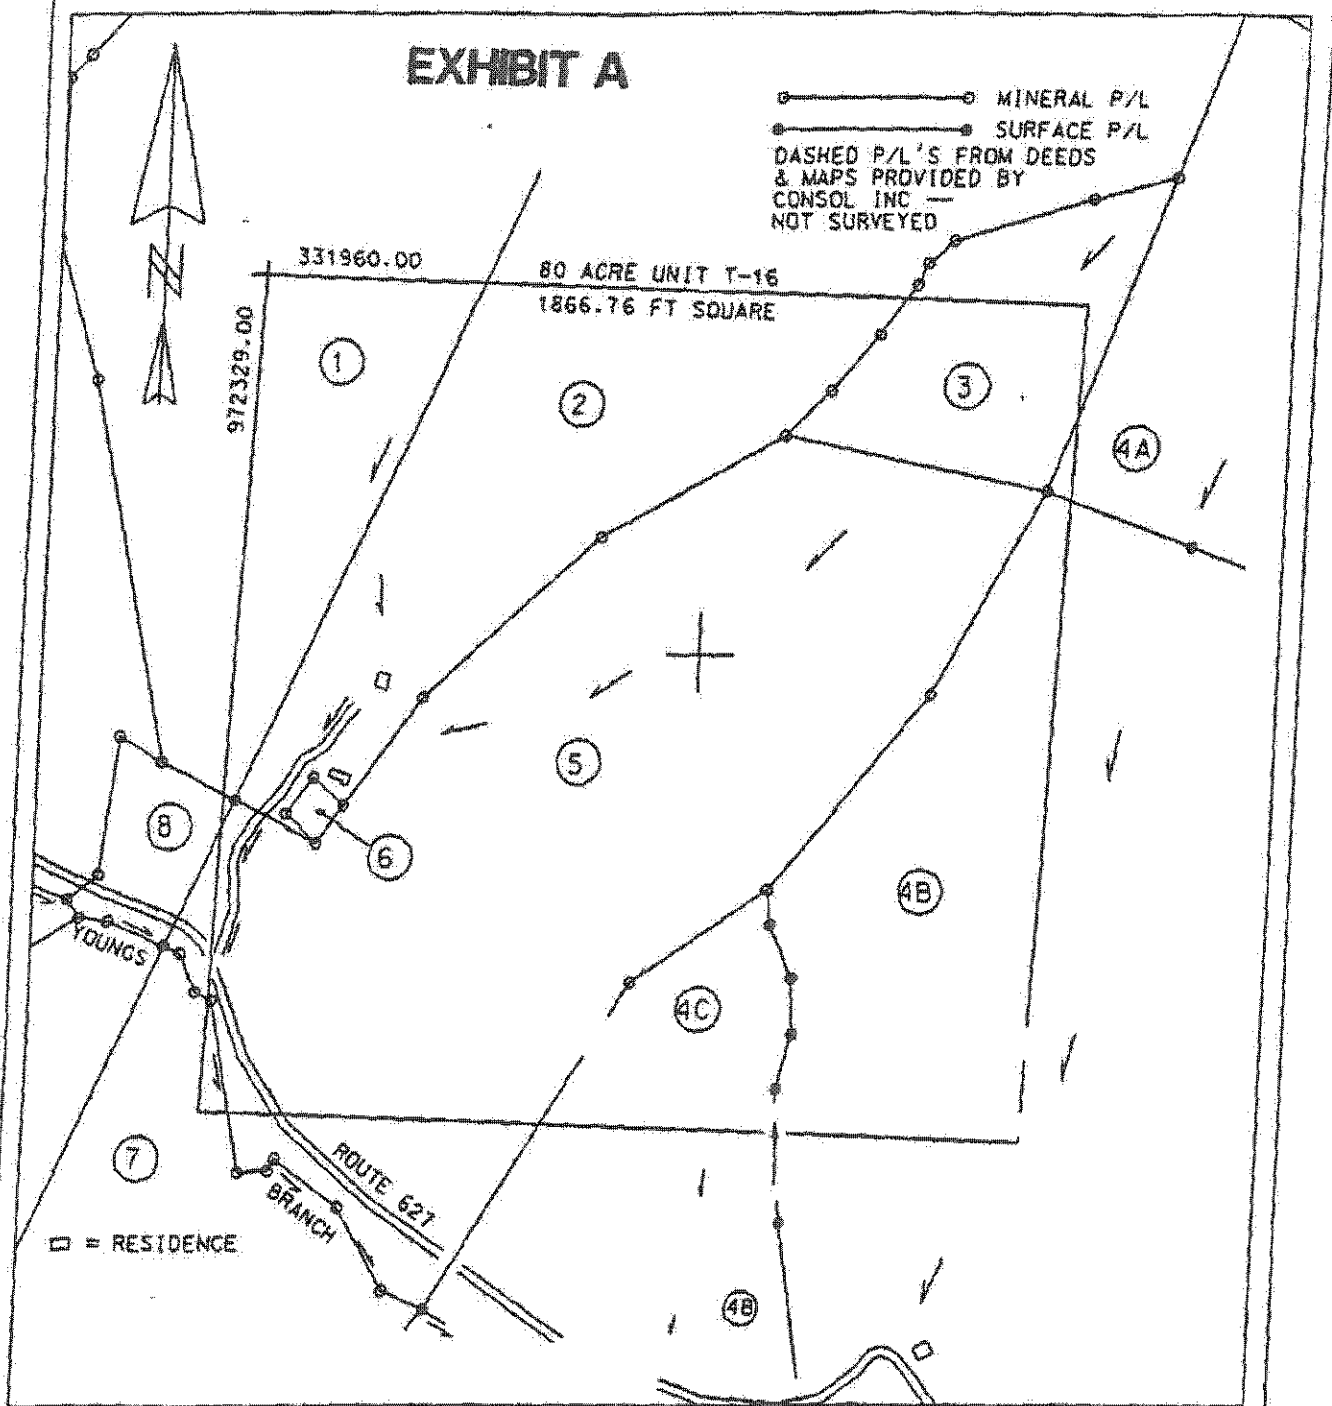 EXHIBIT A
MINERAL P/L
SURFACE P/L
DASHED P/L'S FROM DEEDS
& MAPS PROVIDED BY
CONSOL INC —
NOT SURVEYED
N
331960.00
80 ACRE UNIT T-16
1866.76 FT SQUARE
972329.00
1
2
3
4A
5
8
6
4B
YOUNGS
4C
7
ROUTE 627
BRANCH
▭ = RESIDENCE
4B